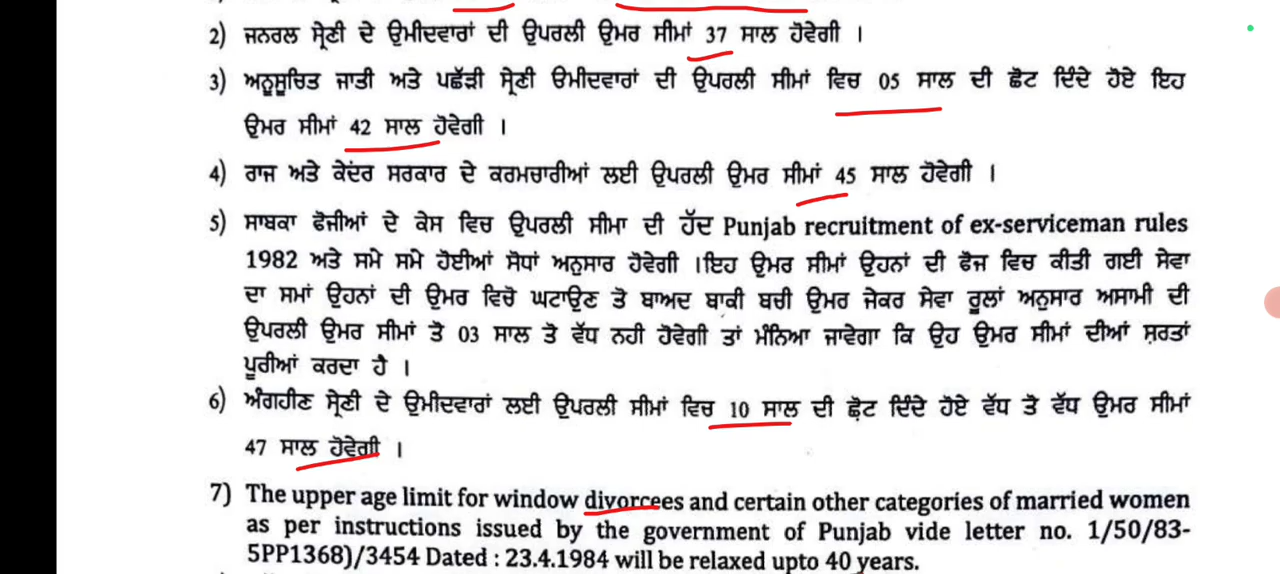 2) ਜਨਰਲ ਸ੍ਰੇਣੀ ਦੇ ਉਮੀਦਵਾਰਾਂ ਦੀ ਉਪਰਲੀ ਉਮਰ ਸੀਮਾਂ 37 ਸਾਲ ਹੋਵੇਗੀ ।
3) ਅਨੂਸੂਚਿਤ ਜਾਤੀ ਅਤੇ ਪਛੱੜੀ ਸ੍ਰੇਣੀ ਓਮੀਦਵਾਰਾਂ ਦੀ ਉਪਰਲੀ ਸੀਮਾਂ ਵਿਚ 05 ਸਾਲ ਦੀ ਛੋਟ ਦਿੰਦੇ ਹੋਏ ਇਹ
ਉਮਰ ਸੀਮਾਂ 42 ਸਾਲ ਹੋਵੇਗੀ ।
4) ਰਾਜ ਅਤੇ ਕੇਂਦਰ ਸਰਕਾਰ ਦੇ ਕਰਮਚਾਰੀਆਂ ਲਈ ਉਪਰਲੀ ਉਮਰ ਸੀਮਾਂ 45 ਸਾਲ ਹੋਵੇਗੀ ।
5) ਸਾਬਕਾ ਫੋਜੀਆਂ ਦੇ ਕੇਸ ਵਿਚ ਉਪਰਲੀ ਸੀਮਾ ਦੀ ਹੱਦ Punjab recruitment of ex-serviceman rules
1982 ਅਤੇ ਸਮੇ ਸਮੇ ਹੋਈਆਂ ਸੋਧਾਂ ਅਨੁਸਾਰ ਹੋਵੇਗੀ ।ਇਹ ਉਮਰ ਸੀਮਾਂ ਉਹਨਾਂ ਦੀ ਫੋਜ ਵਿਚ ਕੀਤੀ ਗਈ ਸੇਵਾ
ਦਾ ਸਮਾਂ ਉਹਨਾਂ ਦੀ ਉਮਰ ਵਿਚੋ ਘਟਾਉਣ ਤੋ ਬਾਅਦ ਬਾਕੀ ਬਚੀ ਉਮਰ ਜੇਕਰ ਸੇਵਾ ਰੂਲਾਂ ਅਨੁਸਾਰ ਅਸਾਮੀ ਦੀ
ਉਪਰਲੀ ਉਮਰ ਸੀਮਾਂ ਤੋ 03 ਸਾਲ ਤੋ ਵੱਧ ਨਹੀ ਹੋਵੇਗੀ ਤਾਂ ਮੰਨਿਆ ਜਾਵੇਗਾ ਕਿ ਉਹ ਉਮਰ ਸੀਮਾਂ ਦੀਆਂ ਸ਼ਰਤਾਂ
ਪੂਰੀਆਂ ਕਰਦਾ ਹੈ ।
6) ਅੰਗਹੀਣ ਸ੍ਰੇਣੀ ਦੇ ਉਮੀਦਵਾਰਾਂ ਲਈ ਉਪਰਲੀ ਸੀਮਾਂ ਵਿਚ 10 ਸਾਲ ਦੀ ਛੋਟ ਦਿੰਦੇ ਹੋਏ ਵੱਧ ਤੋ ਵੱਧ ਉਮਰ ਸੀਮਾਂ
47 ਸਾਲ ਹੋਵੇਗੀ ।
7) The upper age limit for window divorcees and certain other categories of married women
as per instructions issued by the government of Punjab vide letter no. 1/50/83-
5PP1368)/3454 Dated : 23.4.1984 will be relaxed upto 40 years.